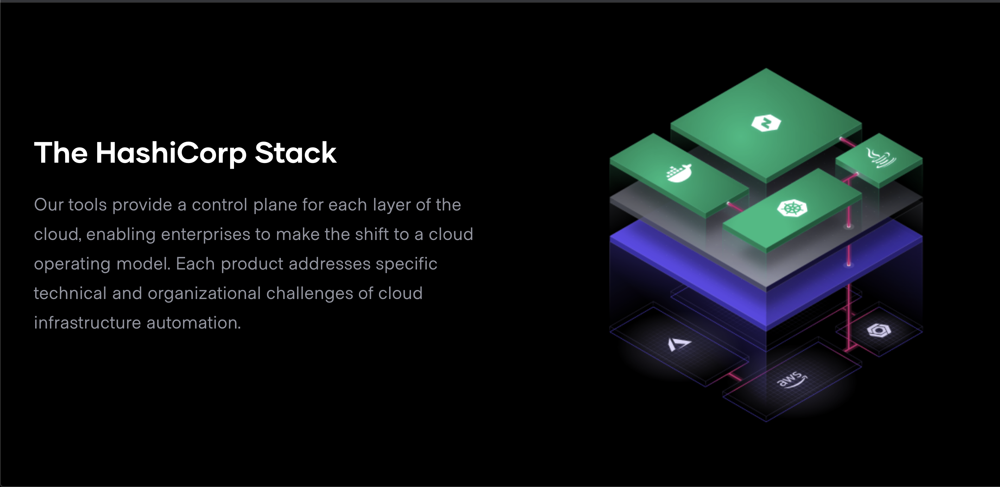 The HashiCorp Stack
Our tools provide a control plane for each layer of the
cloud, enabling enterprises to make the shift to a cloud
operating model. Each product addresses specific
technical and organizational challenges of cloud
infrastructure automation.
aws